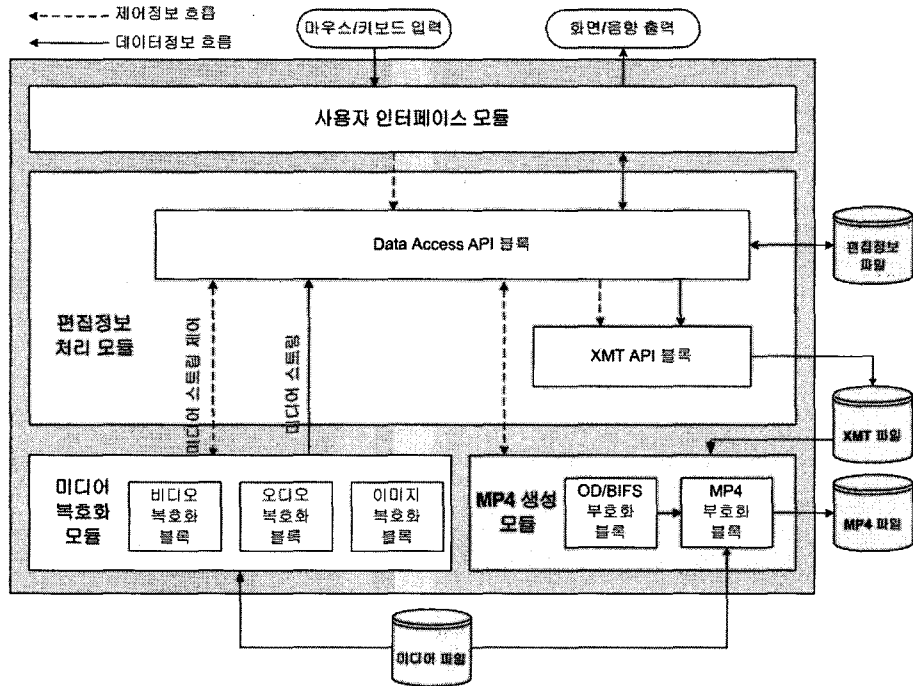 제어정보 흐름
데이터정보 흐름
마우스/키보드 입력
화면/음향 출력
사용자 인터페이스 모듈
Data Access API 블록
편집정보
파일
편집정보
처리 모듈
미디어 스트림 제어
미디어 스트림
XMT API 블록
XMT 파일
미디어
복호화
모듈
비디오
복호화
블록
오디오
복호화
블록
이미지
복호화
블록
MP4 생성
모듈
OD/BIFS
부호화
블록
MP4
부호화
블록
MP4 파일
미디어 파일